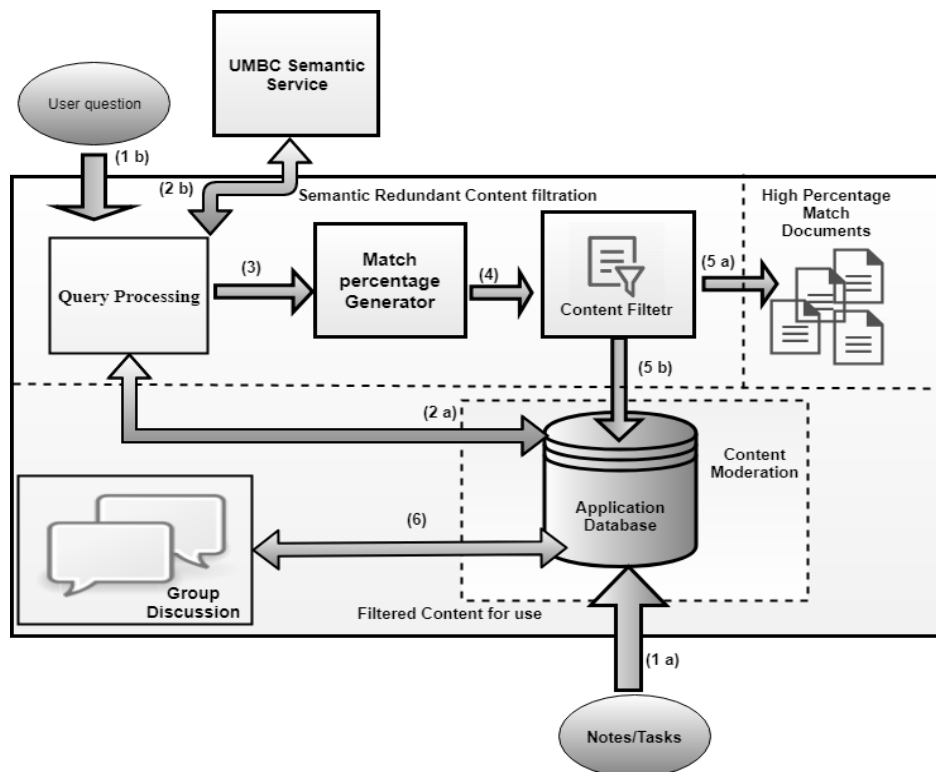 UMBC Semantic
Service
User question
(1 b)
(2 b)
Semantic Redundant Content filtration
High Percentage
Match
Documents
Query Processing
(3)
Match
percentage
Generator
(4)
Content Filtetr
(5 a)
(5 b)
(2 a)
Content
Moderation
Application
Database
(6)
Group
Discussion
Filtered Content for use
(1 a)
Notes/Tasks